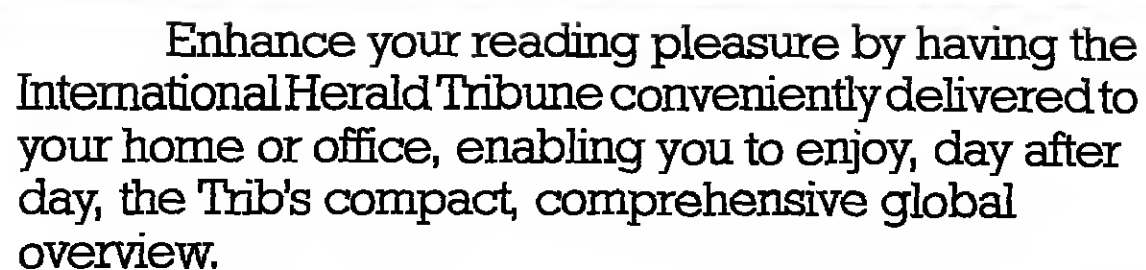 Enhance your reading pleasure by having the
International Herald Tribune conveniently delivered to
your home or office, enabling you to enjoy, day after
day, the Trib's compact, comprehensive global
overview.